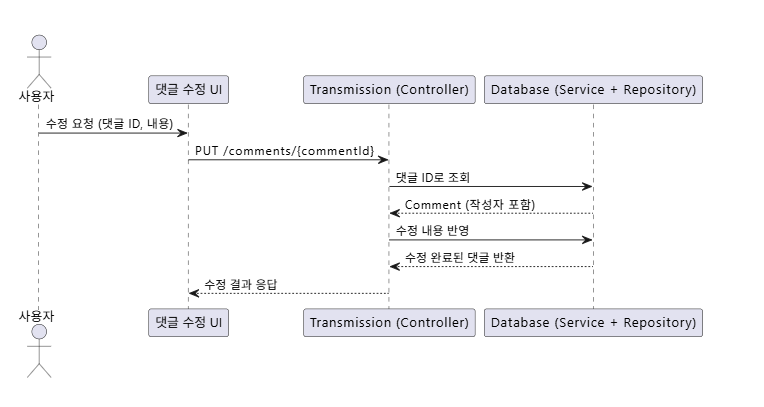 사용자
댓글 수정 UI
Transmission (Controller)
Database (Service + Repository)
수정 요청 (댓글 ID, 내용)
PUT /comments/{commentId}
댓글 ID로 조회
Comment (작성자 포함)
수정 내용 반영
수정 완료된 댓글 반환
수정 결과 응답
사용자
댓글 수정 UI
Transmission (Controller)
Database (Service + Repository)